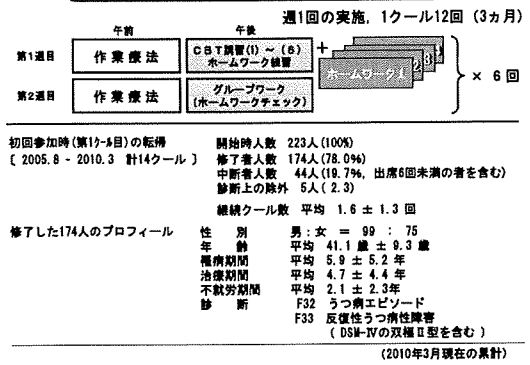 週1回の実施，1クール12回 (3ヵ月)
午前 午後
第1週目 作業療法 CBT講習(1) ～ (6) ホームワーク練習 + ホームワーク 1 2 3
第2週目 作業療法 グループワーク (ホームワークチェック)
× 6 回
初回参加時(第1クール目)の転帰 開始時人数 223人(100%)
〔 2005.8 - 2010.3 計14クール 〕 修了者人数 174人(78.0%)
中断者人数 44人(19.7%, 出席6回未満の者を含む)
診断上の除外 5人( 2.3)
継続クール数 平均 1.6 ± 1.3 回
修了した174人のプロフィール 性 別 男:女 ＝ 99 : 75
年 齢 平均 41.1 歳 ± 9.3 歳
罹病期間 平均 5.9 ± 5.2 年
治療期間 平均 4.7 ± 4.4 年
不就労期間 平均 2.1 ± 2.3年
診 断 F32 うつ病エピソード
F33 反復性うつ病性障害
( DSM-IVの双極Ⅱ型を含む )
(2010年3月現在の累計)